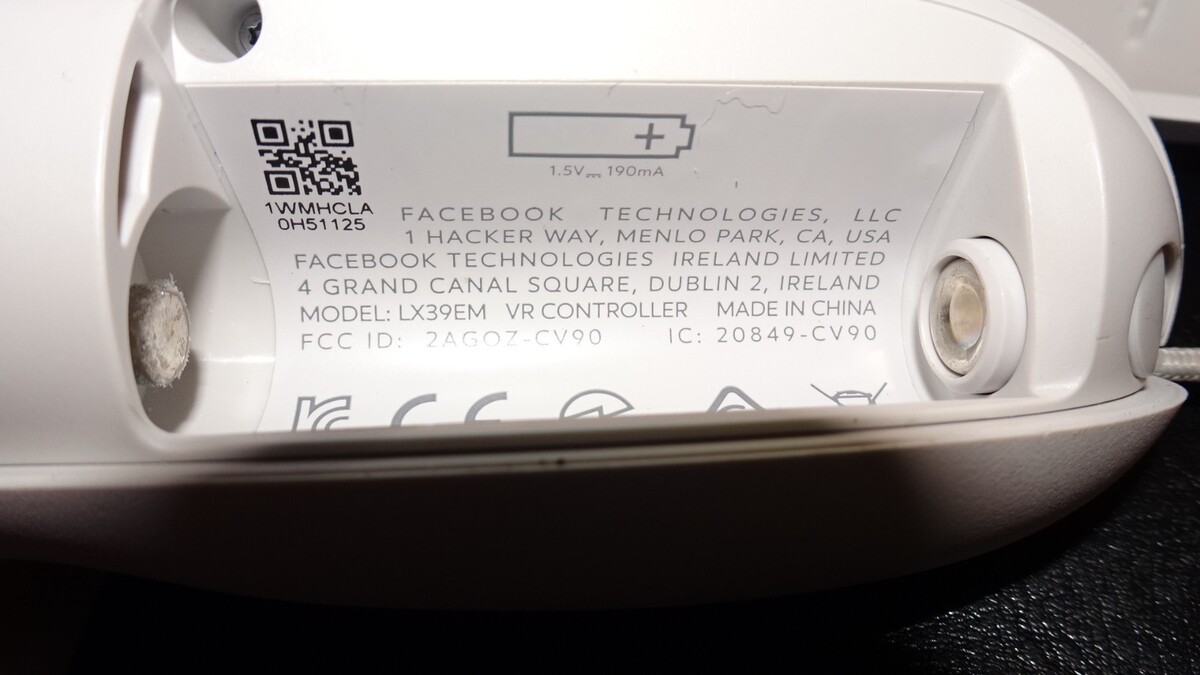 +
1.5V⎓ 190mA
1WMHCLA
0H51125
FACEBOOK TECHNOLOGIES, LLC
1 HACKER WAY, MENLO PARK, CA, USA
FACEBOOK TECHNOLOGIES IRELAND LIMITED
4 GRAND CANAL SQUARE, DUBLIN 2, IRELAND
MODEL: LX39EM VR CONTROLLER MADE IN CHINA
FCC ID: 2AGOZ-CV90 IC: 20849-CV90
CE